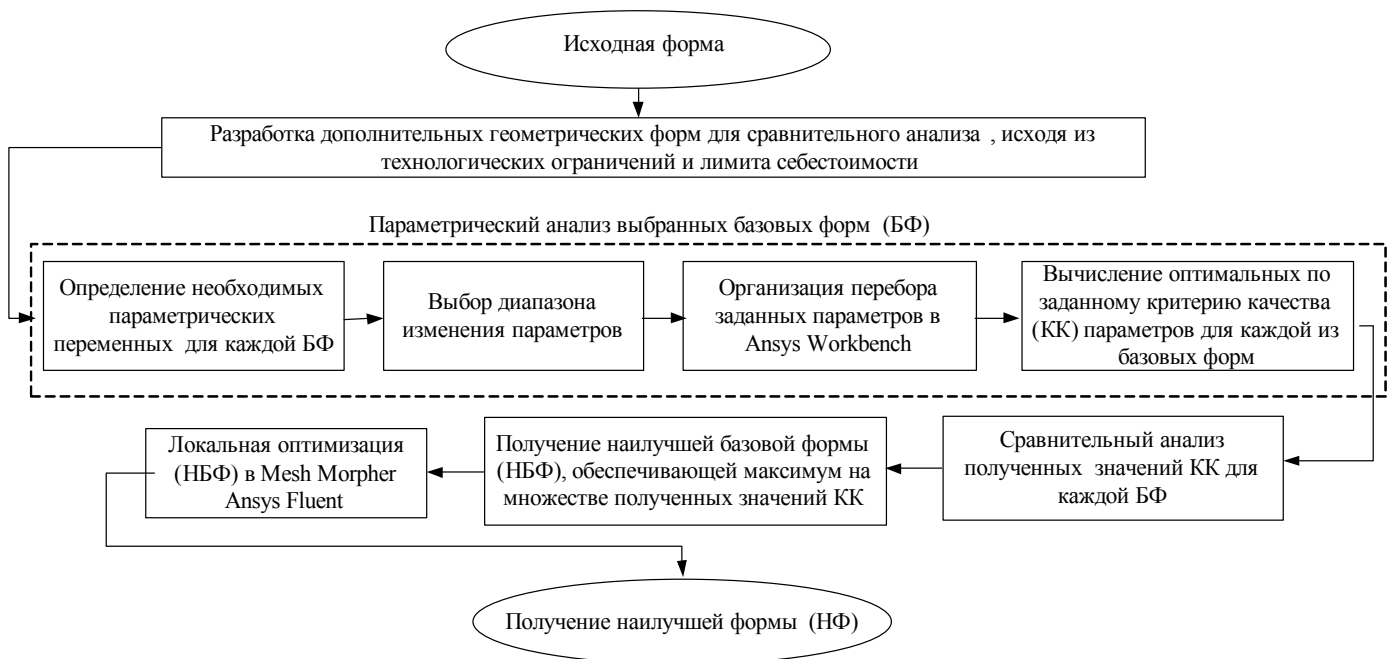 Исходная форма
Разработка дополнительных геометрических форм для сравнительного анализа , исходя из
технологических ограничений и лимита себестоимости
Параметрический анализ выбранных базовых форм (БФ)
Определение необходимых
параметрических
переменных для каждой БФ
Выбор диапазона
изменения параметров
Организация перебора
заданных параметров в
Ansys Workbench
Вычисление оптимальных по
заданному критерию качества
(КК) параметров для каждой из
базовых форм
Сравнительный анализ
полученных значений КК для
каждой БФ
Получение наилучшей базовой формы
(НБФ), обеспечивающей максимум на
множестве полученных значений КК
Локальная оптимизация
(НБФ) в Mesh Morpher
Ansys Fluent
Получение наилучшей формы (НФ)